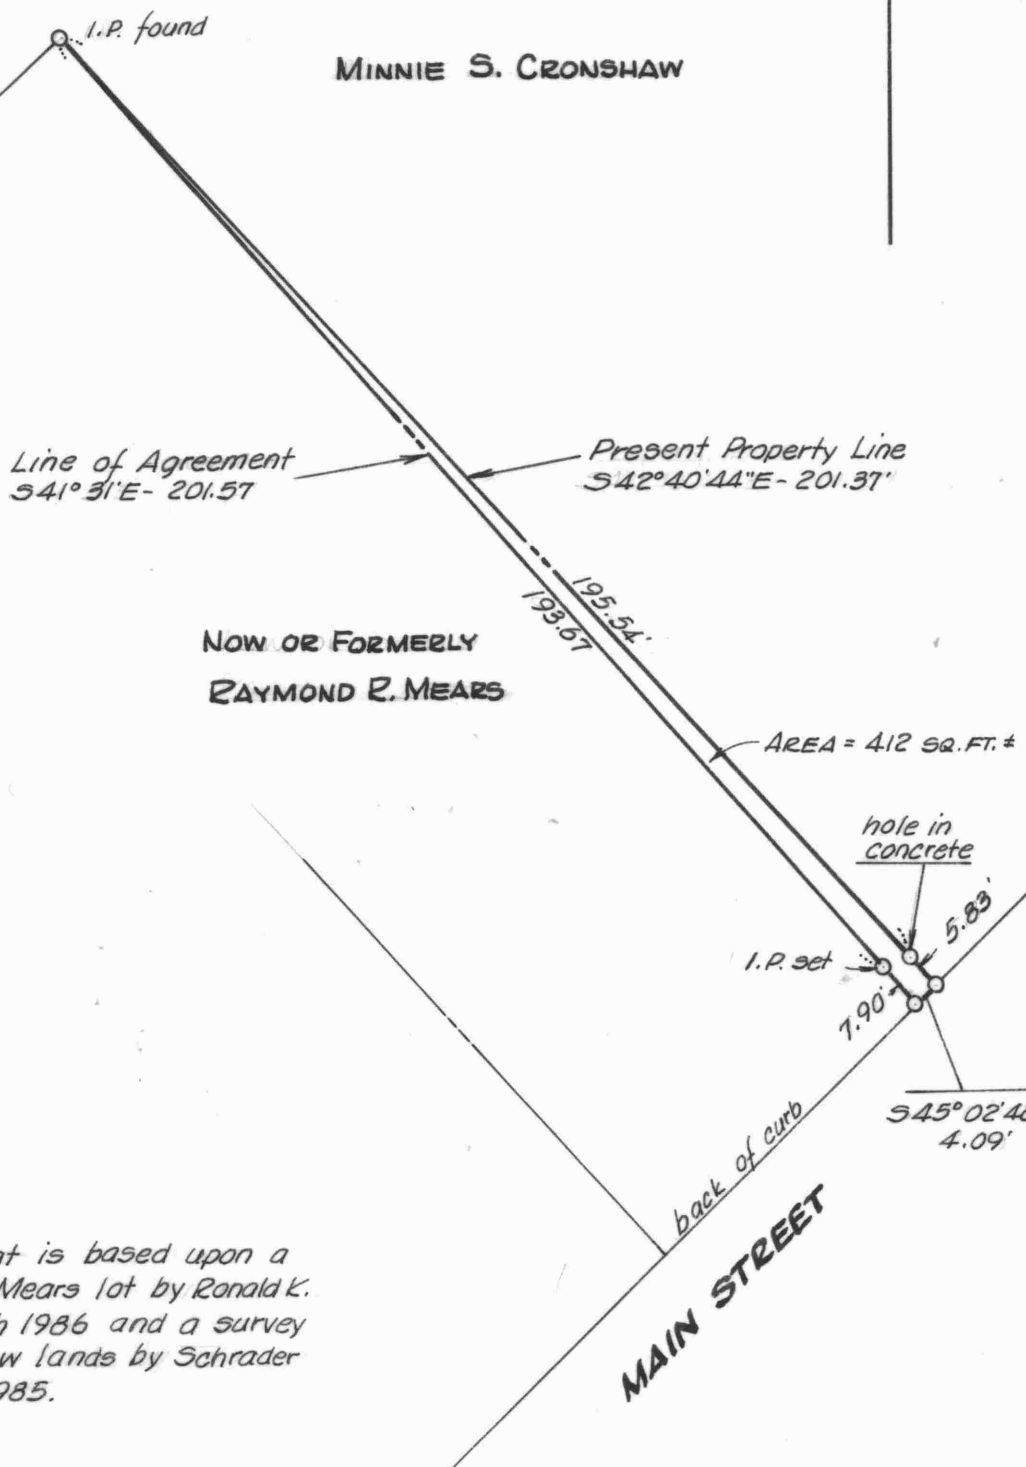 I.P. found
MINNIE S. CRONSHAW
Line of Agreement
S41°31'E- 201.57
Present Property Line
S42°40'44"E- 201.37'
195.54'
193.67
NOW OR FORMERLY
RAYMOND R. MEARS
AREA = 412 SQ.FT. ±
hole in
concrete
5.83'
I.P. set
7.90'
S45°02'
4.09'
back of curb
MAIN STREET
is based upon a
Mears lot by Ronald K.
1986 and a survey
lands by Schrader
985.